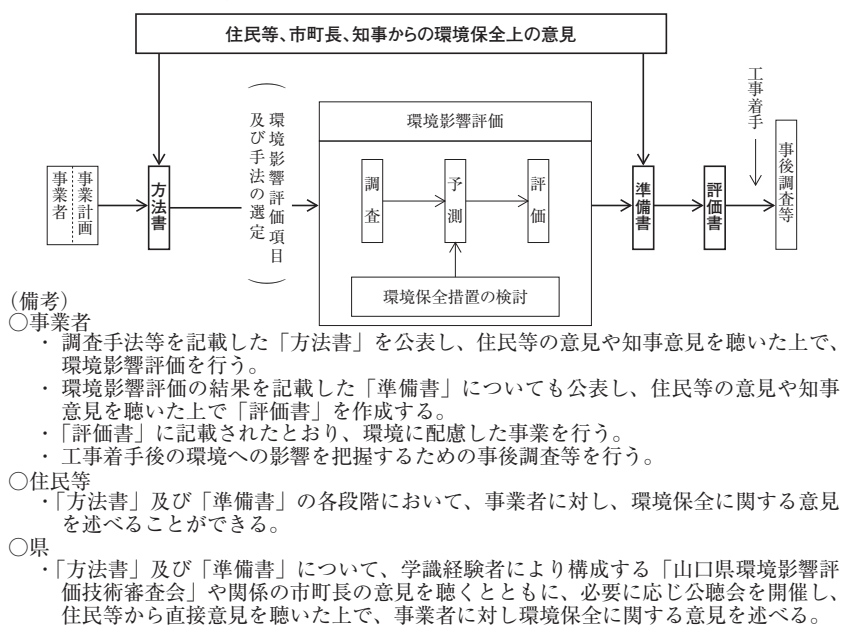 住民等、市町長、知事からの環境保全上の意見
事業者
事業計画
方法書
環境影響評価項目
及び手法の選定
環境影響評価
調査
予測
評価
環境保全措置の検討
準備書
評価書
工事着手
事後調査等
(備考)
○事業者
・ 調査手法等を記載した「方法書」を公表し、住民等の意見や知事意見を聴いた上で、
環境影響評価を行う。
・ 環境影響評価の結果を記載した「準備書」についても公表し、住民等の意見や知事
意見を聴いた上で「評価書」を作成する。
・「評価書」に記載されたとおり、環境に配慮した事業を行う。
・ 工事着手後の環境への影響を把握するための事後調査等を行う。
○住民等
・「方法書」及び「準備書」の各段階において、事業者に対し、環境保全に関する意見
を述べることができる。
○県
・「方法書」及び「準備書」について、学識経験者により構成する「山口県環境影響評
価技術審査会」や関係の市町長の意見を聴くとともに、必要に応じ公聴会を開催し、
住民等から直接意見を聴いた上で、事業者に対し環境保全に関する意見を述べる。